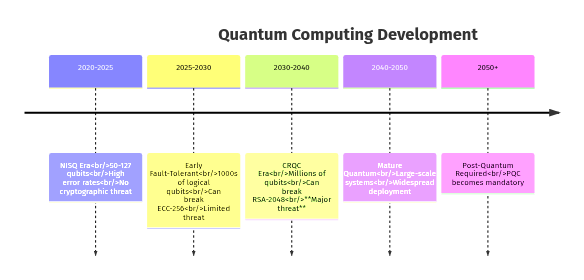 Quantum Computing Development
2020-2025
2025-2030
2030-2040
2040-2050
2050+
NISQ Era<br/>50-127
qubits<br/>High
error rates<br/>No
cryptographic threat
Early
Fault-Tolerant<br/>1000s
of logical
qubits<br/>Can
break
ECC-256<br/>Limited
threat
CRQC
Era<br/>Millions of
qubits<br/>Can
break
RSA-2048<br/>**Major
threat**
Mature
Quantum<br/>Large-scale
systems<br/>Widespread
deployment
Post-Quantum
Required<br/>PQC
becomes mandatory